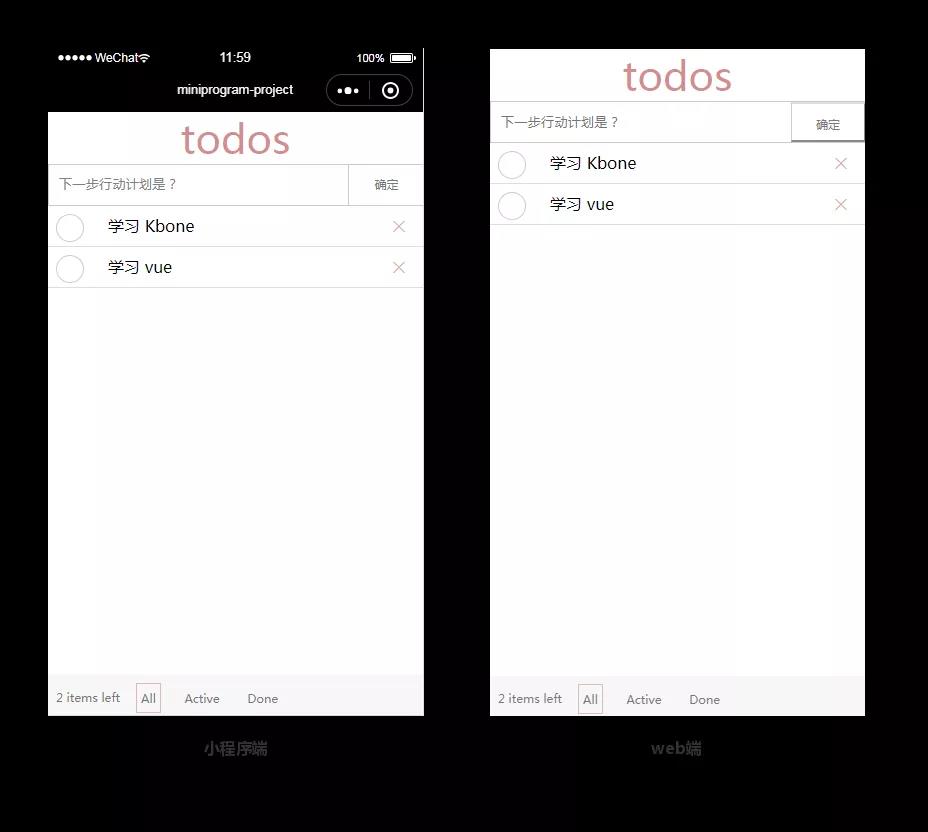 WeChat 11:59 100%
miniprogram-project
todos
下一步行动计划是？ 确定
学习 Kbone
学习 vue
2 items left All Active Done
小程序端
todos
下一步行动计划是？ 确定
学习 Kbone
学习 vue
2 items left All Active Done
web端